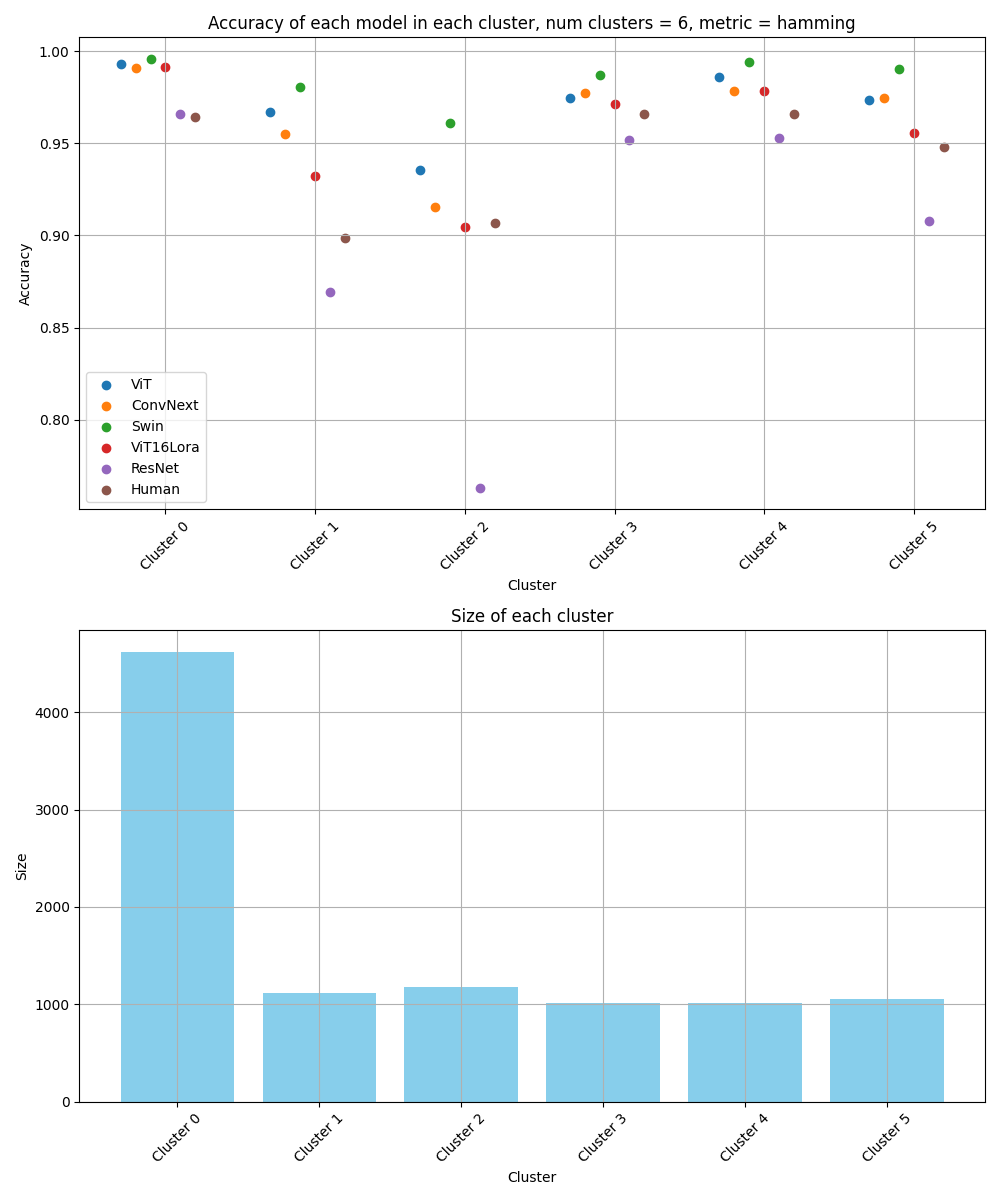 Accuracy of each model in each cluster, num clusters = 6, metric = hamming
1.00
0.95
0.90
0.85
0.80
Accuracy
ViT
ConvNext
Swin
ViT16Lora
ResNet
Human
Cluster 0
Cluster 1
Cluster 2
Cluster 3
Cluster 4
Cluster 5
Cluster
Size of each cluster
4000
3000
2000
1000
0
Size
Cluster 0
Cluster 1
Cluster 2
Cluster 3
Cluster 4
Cluster 5
Cluster